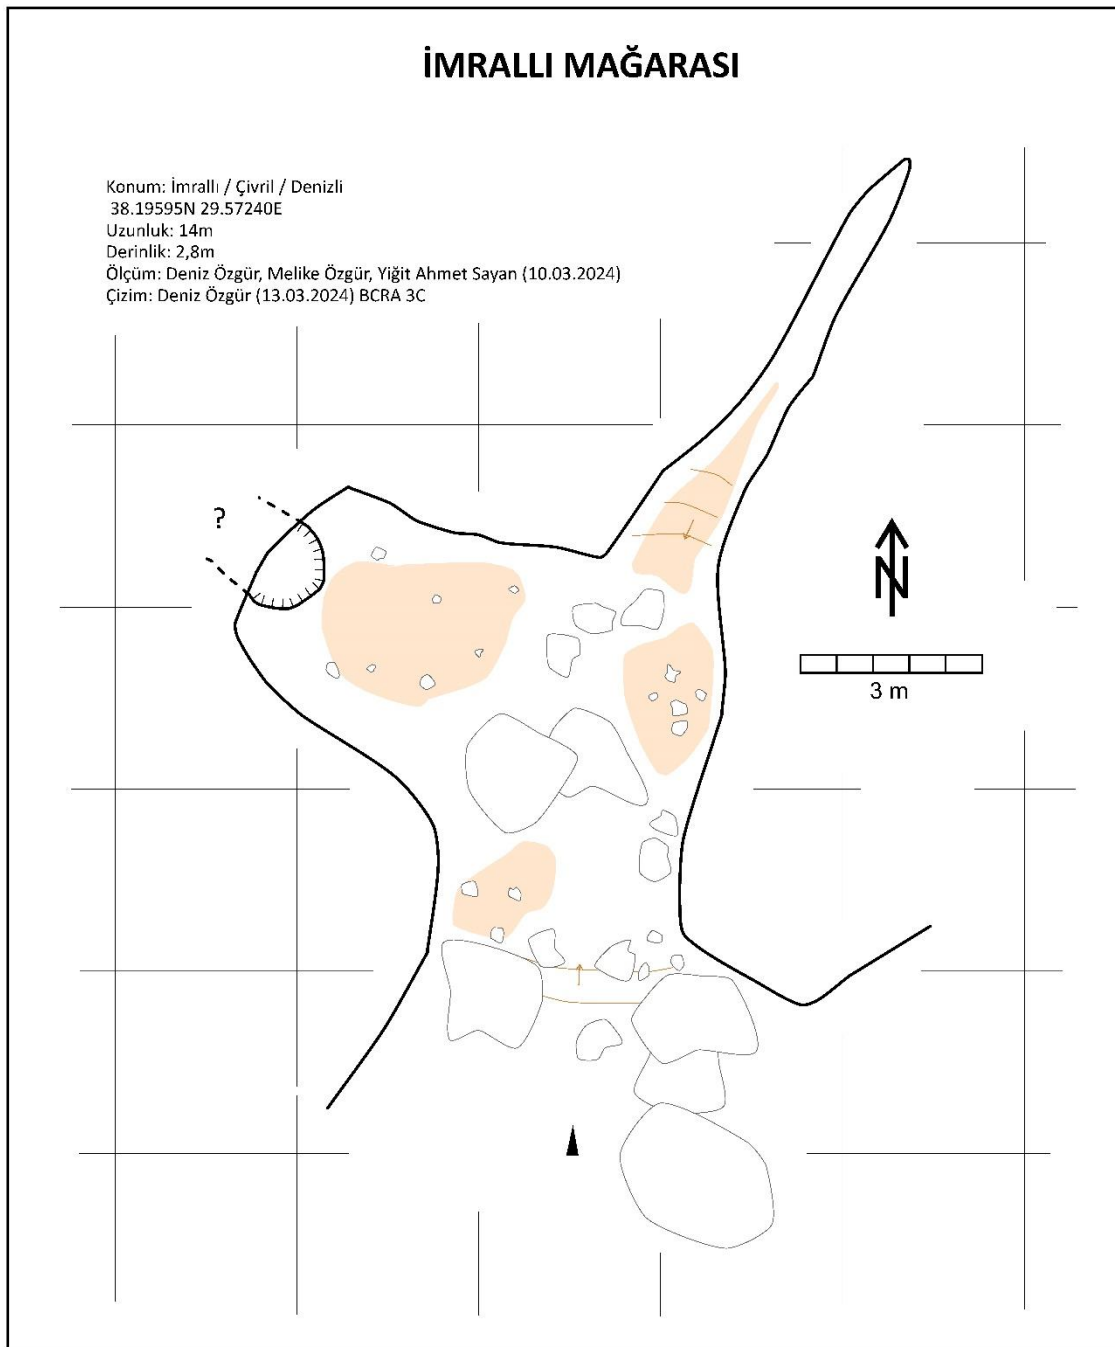 İMRALLI MAĞARASI
Konum: İmrallı / Çivril / Denizli
38.19595N 29.57240E
Uzunluk: 14m
Derinlik: 2,8m
Ölçüm: Deniz Özgür, Melike Özgür, Yiğit Ahmet Sayan (10.03.2024)
Çizim: Deniz Özgür (13.03.2024) BCRA 3C
?
N
3 m